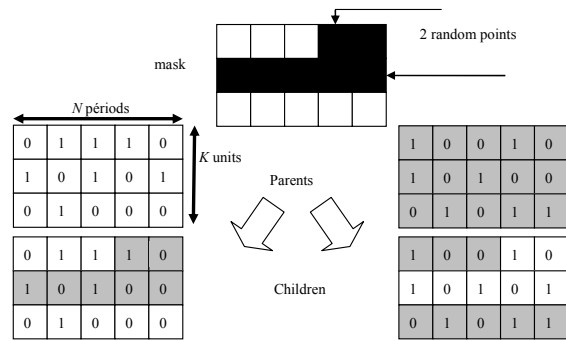 2 random points
mask
N périods
K units
0 1 1 1 0
1 0 1 0 1
0 1 0 0 0
Parents
1 0 0 1 0
1 0 1 0 0
1 0 1 1
0 1 1 1 0
1 0 1 0 0
0 1 0 0 0
Children
1 0 0 1 0
1 0 1 0 1
1 0 1 1